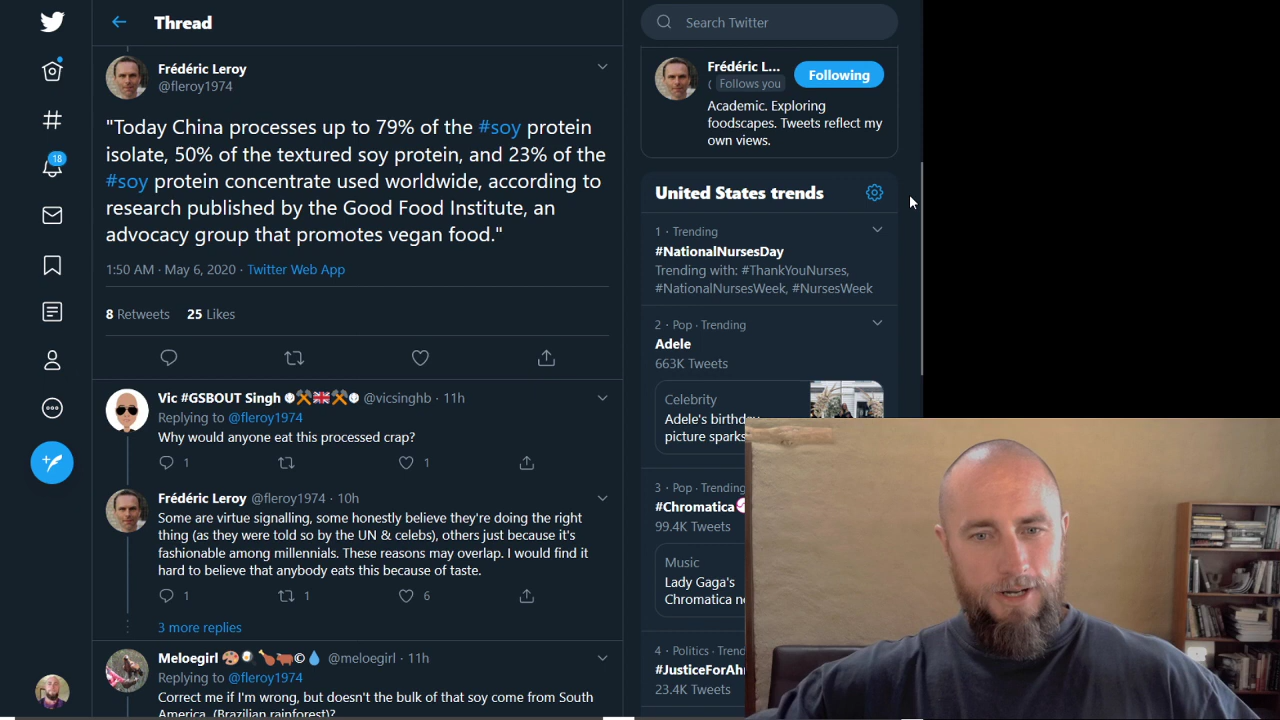 Thread
Search Twitter
Frédéric Leroy
@fleroy1974
"Today China processes up to 79% of the #soy protein
isolate, 50% of the textured soy protein, and 23% of the
#soy protein concentrate used worldwide, according to
research published by the Good Food Institute, an
advocacy group that promotes vegan food."
1:50 AM · May 6, 2020 · Twitter Web App
8 Retweets 25 Likes
Vic #GSBOUT Singh @vicsinghb · 11h
Replying to @fleroy1974
Why would anyone eat this processed crap?
1 1
Frédéric Leroy @fleroy1974 · 10h
Some are virtue signalling, some honestly believe they're doing the right
thing (as they were told so by the UN & celebs), others just because it's
fashionable among millennials. These reasons may overlap. I would find it
hard to believe that anybody eats this because of taste.
1 1 6
3 more replies
Meloegirl © @meloegirl · 11h
Replying to @fleroy1974
Correct me if I'm wrong, but doesn't the bulk of that soy come from South
America, (Brazilian rainforest)?
18
Frédéric L...
( Follows you
Following
Academic. Exploring
foodscapes. Tweets reflect my
own views.
United States trends
1 · Trending
#NationalNursesDay
Trending with: #ThankYouNurses,
#NationalNursesWeek, #NursesWeek
2 · Pop · Trending
Adele
663K Tweets
Celebrity
Adele's birthday
picture sparks
3 · Pop · Trending
#Chromatica
99.4K Tweets
Music
Lady Gaga's
Chromatica
4 · Politics · Trend
#JusticeForAh
23.4K Tweets